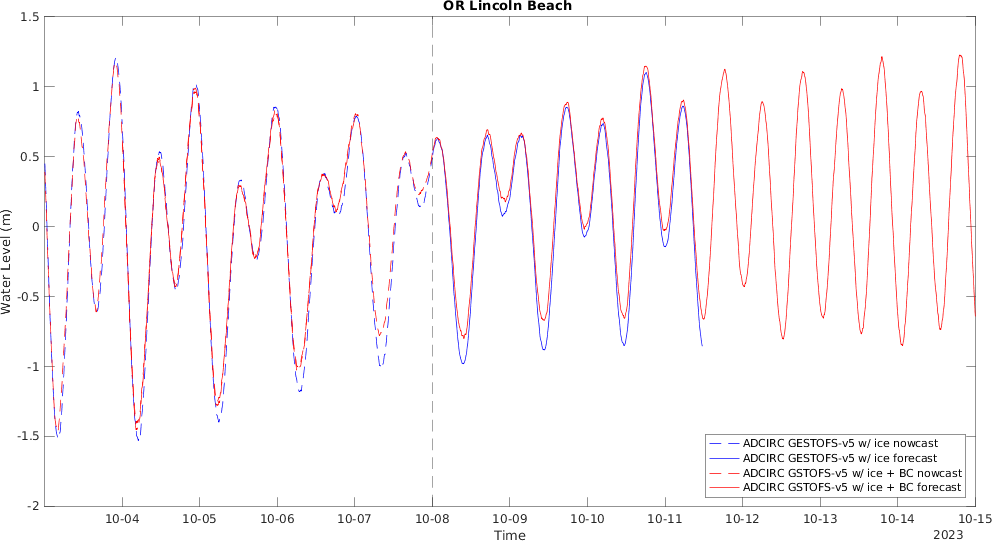 OR Lincoln Beach
1.5
1
0.5
0
-0.5
-1
-1.5
-2
Water Level (m)
10-04 10-05 10-06 10-07 10-08 10-09 10-10 10-11 10-12 10-13 10-14 10-15
Time
2023
ADCIRC GESTOFS-v5 w/ ice nowcast
ADCIRC GESTOFS-v5 w/ ice forecast
ADCIRC GSTOFS-v5 w/ ice + BC nowcast
ADCIRC GSTOFS-v5 w/ ice + BC forecast